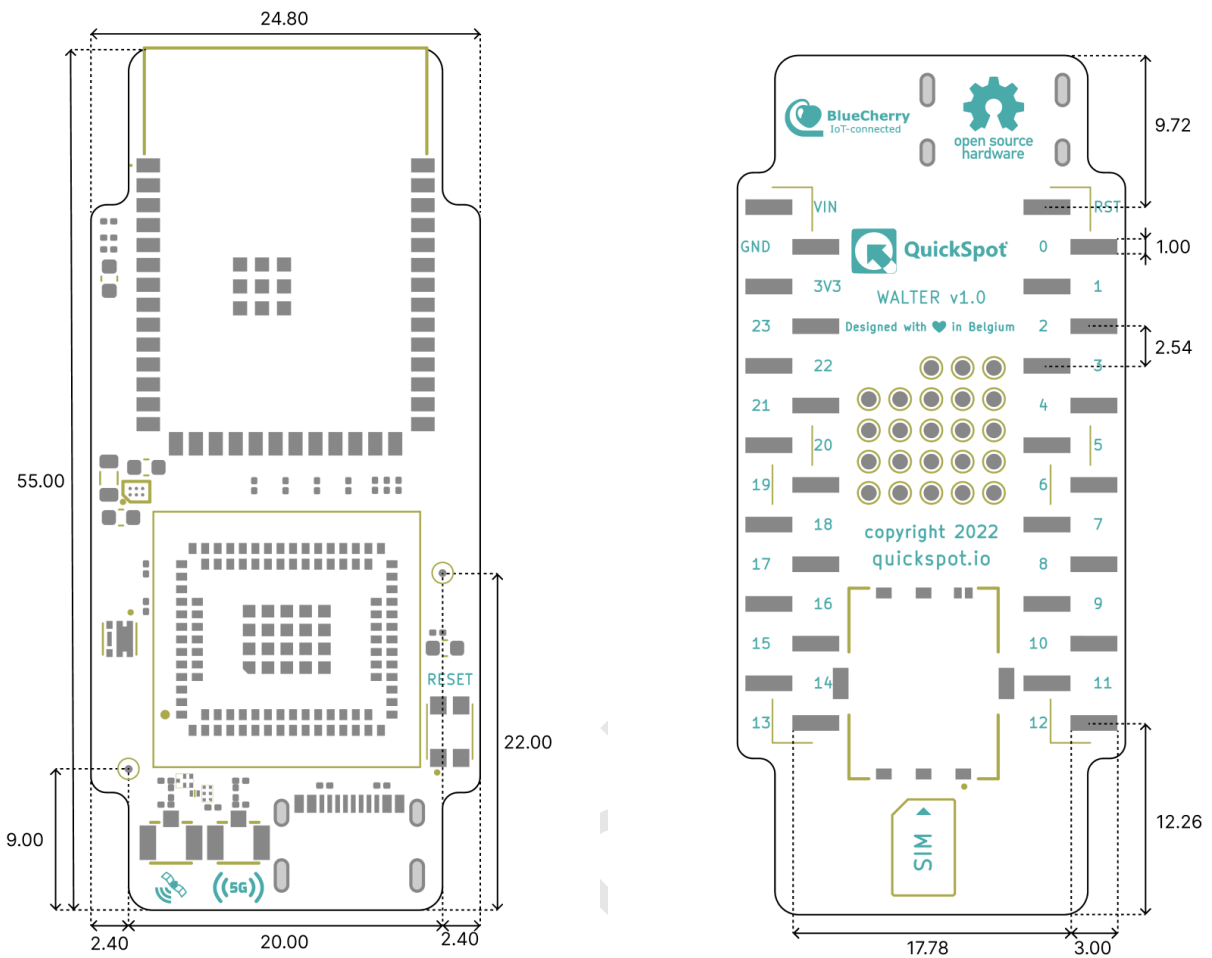 24.80
55.00
RESET
22.00
9.00
5G
2.40
20.00
2.40
BlueCherry
IoT-connected
open source
hardware
9.72
VIN
RST
GND
QuickSpot
0
1.00
3V3
WALTER v1.0
1
23
Designed with ♥ in Belgium
2
2.54
22
3
21
4
20
5
19
6
18
copyright 2022
7
17
quickspot.io
8
16
9
15
10
14
11
13
12
SIM
12.26
17.78
3.00